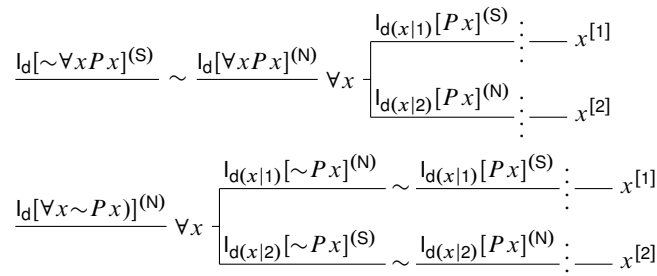 I_d(x|1)[Px]^(S) x^[1]
I_d[∼∀xPx]^(S) ∼ I_d[∀xPx]^(N) ∀x
I_d(x|2)[Px]^(N) x^[2]
I_d(x|1)[∼Px]^(N) ∼ I_d(x|1)[Px]^(S) x^[1]
I_d[∀x∼Px)]^(N) ∀x
I_d(x|2)[∼Px]^(S) ∼ I_d(x|2)[Px]^(N) x^[2]